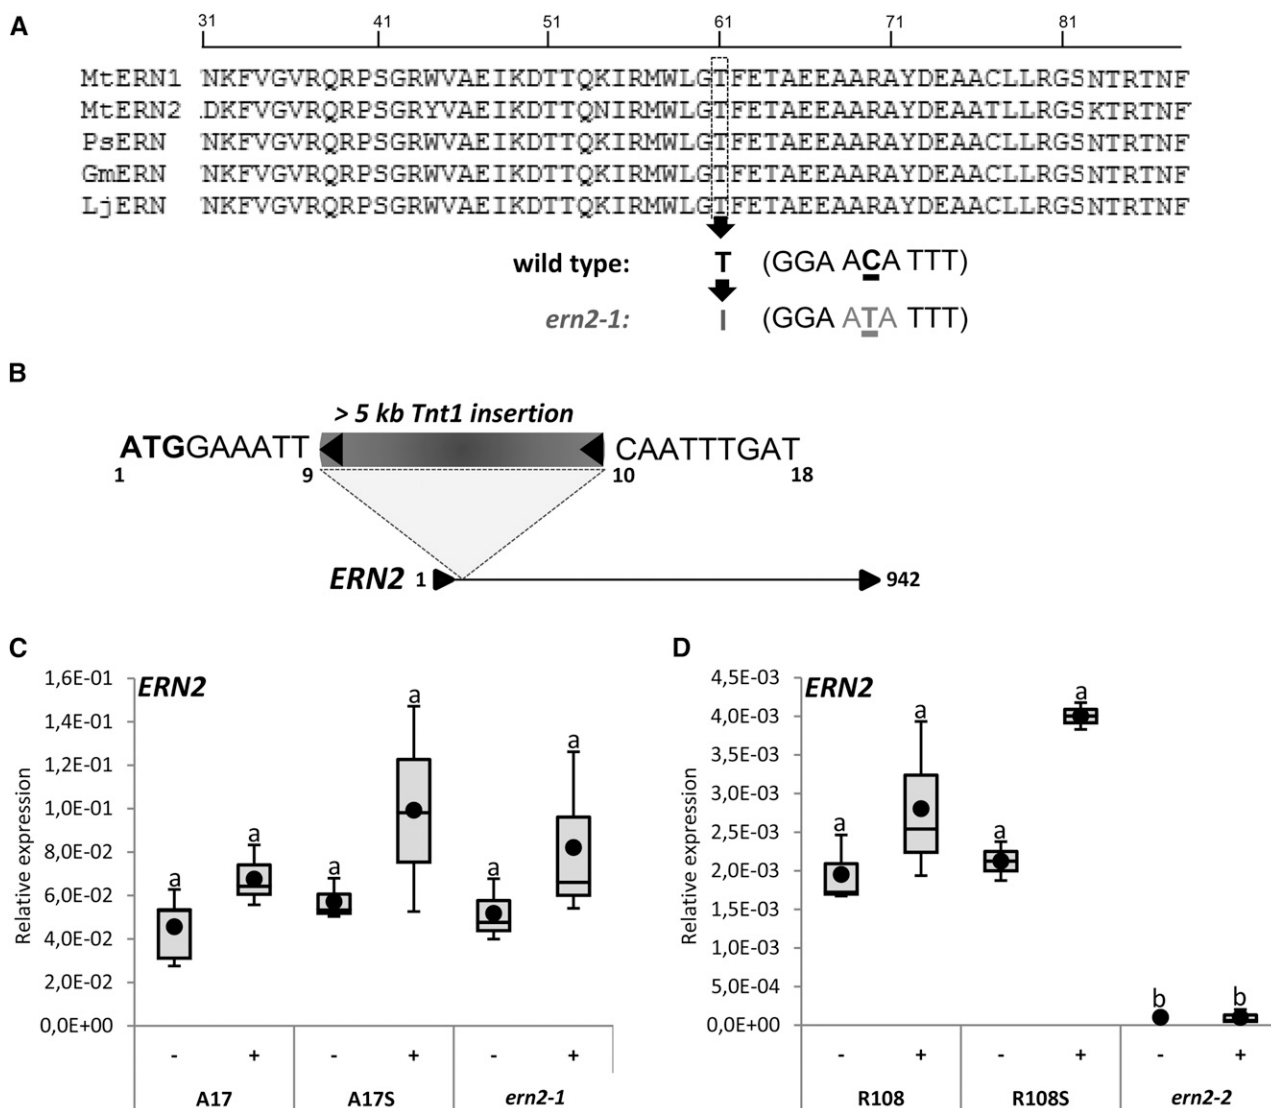 A
31 41 51 61 71 81
MtERN1 NKFVGVRQRPSGRWVAEIKDTTQKIRMWLGTFETAEEAARAYDEAACLLRGSNTRTNF
MtERN2 DKFVGVRQRPSGRYVAEIKDTTQNIRMWLGTFETAEEAARAYDEAATLLRGSKTRTNF
PsERN NKFVGVRQRPSGRWVAEIKDTTQKIRMWLGTFETAEEAARAYDEAACLLRGSNTRTNF
GmERN NKFVGVRQRPSGRWVAEIKDTTQKIRMWLGTFETAEEAARAYDEAACLLRGSNTRTNF
LjERN NKFVGVRQRPSGRWVAEIKDTTQKIRMWLGTFETAEEAARAYDEAACLLRGSNTRTNF
wild type: T (GGA ACA TTT)
ern2-1: I (GGA ATA TTT)
B
> 5 kb Tnt1 insertion
ATGGAAATT CAATTTGAT
1 9 10 18
ERN2 1 942
C
ERN2
Relative expression
1,6E-01
1,4E-01
1,2E-01
1,0E-01
8,0E-02
6,0E-02
4,0E-02
2,0E-02
0,0E+00
a a a a a a
- + - + - +
A17 A17S ern2-1
D
ERN2
Relative expression
4,5E-03
4,0E-03
3,5E-03
3,0E-03
2,5E-03
2,0E-03
1,5E-03
1,0E-03
5,0E-04
0,0E+00
a a a a b b
- + - + - +
R108 R108S ern2-2